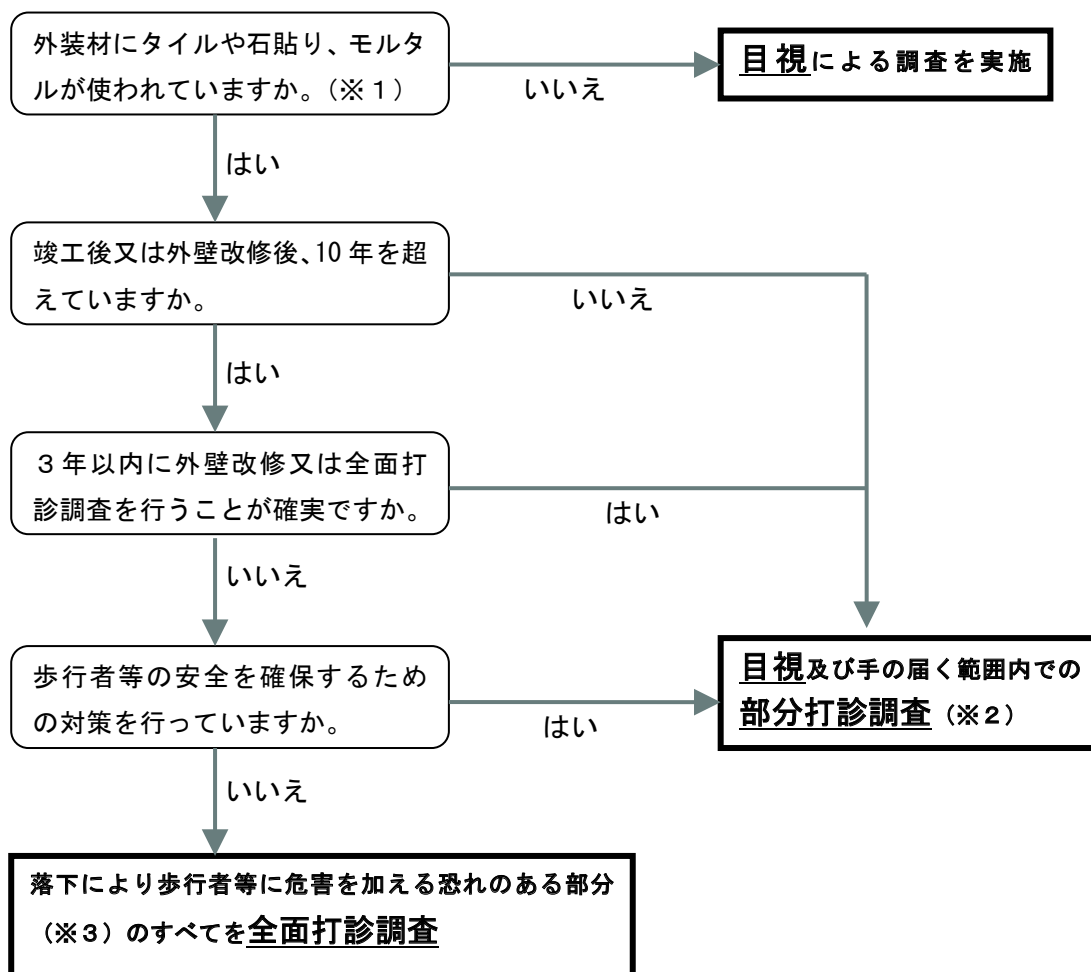 外装材にタイルや石貼り、モルタ
ルが使われていますか。（※１）
いいえ
目視による調査を実施
はい
竣工後又は外壁改修後、10年を超
えていますか。
いいえ
はい
３年以内に外壁改修又は全面打
診調査を行うことが確実ですか。
はい
いいえ
歩行者等の安全を確保するため
の対策を行っていますか。
はい
目視及び手の届く範囲内での
部分打診調査（※２）
いいえ
落下により歩行者等に危害を加える恐れのある部分
（※３）のすべてを全面打診調査